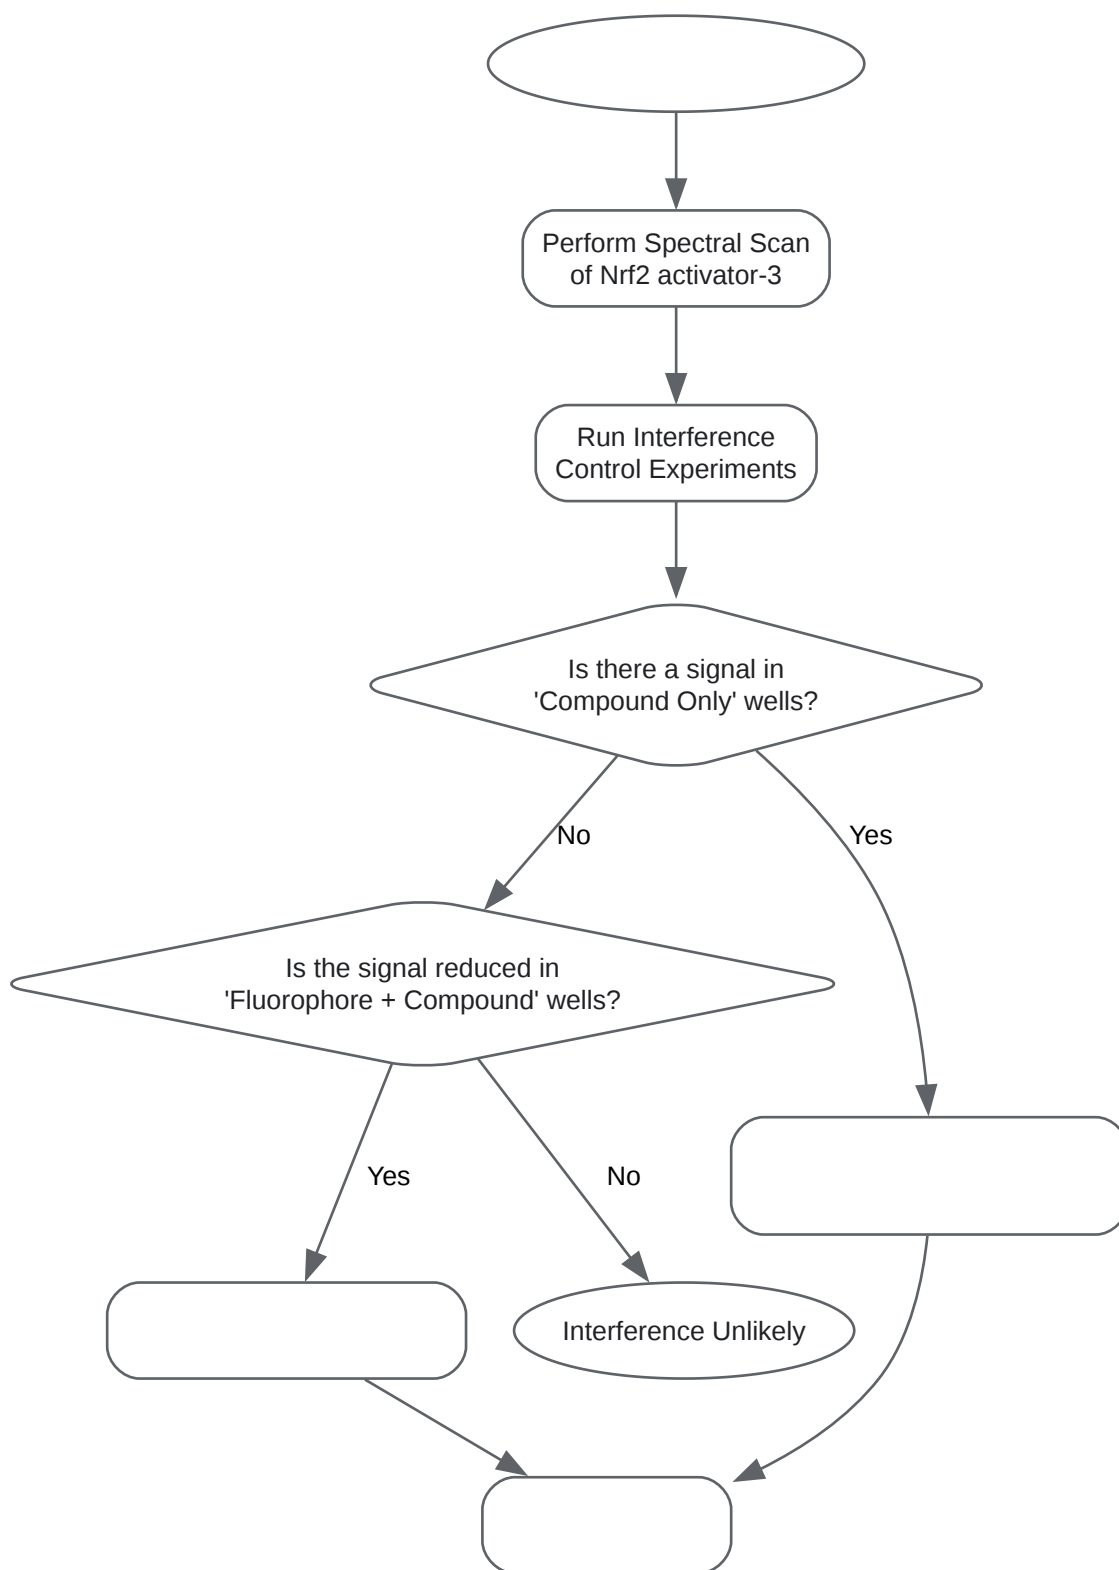 Perform Spectral Scan
of Nrf2 activator-3
Run Interference
Control Experiments
Is there a signal in
'Compound Only' wells?
No
Yes
Is the signal reduced in
'Fluorophore + Compound' wells?
Yes
No
Interference Unlikely